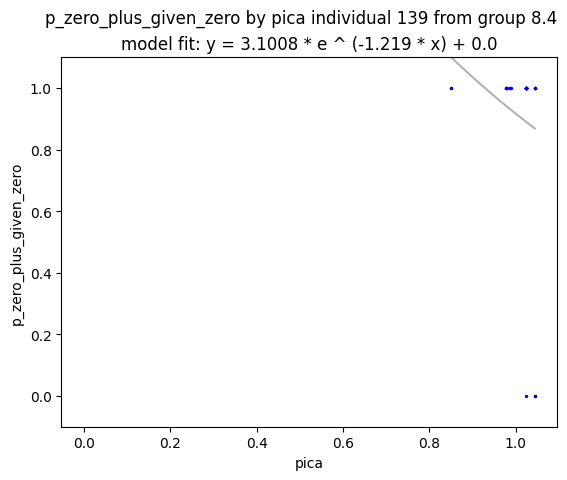 p_zero_plus_given_zero by pica individual 139 from group 8.4
model fit: y = 3.1008 * e ^ (-1.219 * x) + 0.0
p_zero_plus_given_zero
1.0
0.8
0.6
0.4
0.2
0.0
0.0 0.2 0.4 0.6 0.8 1.0
pica